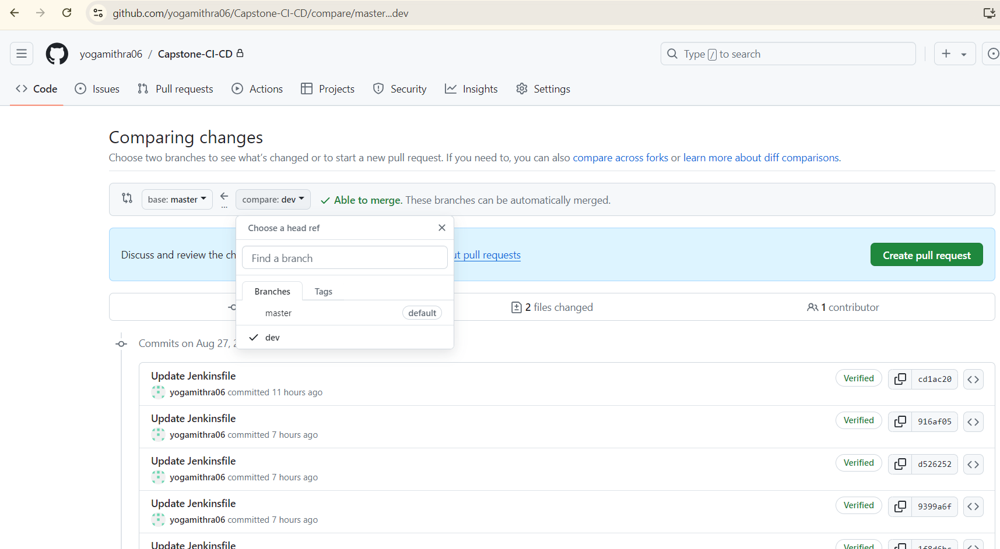 github.com/yogamithra06/Capstone-CI-CD/compare/master...dev
yogamithra06 / Capstone-CI-CD
Type / to search
Code Issues Pull requests Actions Projects Security Insights Settings
Comparing changes
Choose two branches to see what's changed or to start a new pull request. If you need to, you can also compare across forks or learn more about diff comparisons.
base: master ... compare: dev Able to merge. These branches can be automatically merged.
Choose a head ref
Discuss and review the ch
pull requests
Create pull request
Find a branch
Branches Tags
2 files changed
1 contributor
master default
dev
Commits on Aug 27,
Update Jenkinsfile
yogamithra06 committed 11 hours ago
Verified cd1ac20
Update Jenkinsfile
yogamithra06 committed 7 hours ago
Verified 916af05
Update Jenkinsfile
yogamithra06 committed 7 hours ago
Verified d526252
Update Jenkinsfile
yogamithra06 committed 7 hours ago
Verified 9399a6f
Update Jenkinsfile
Verified